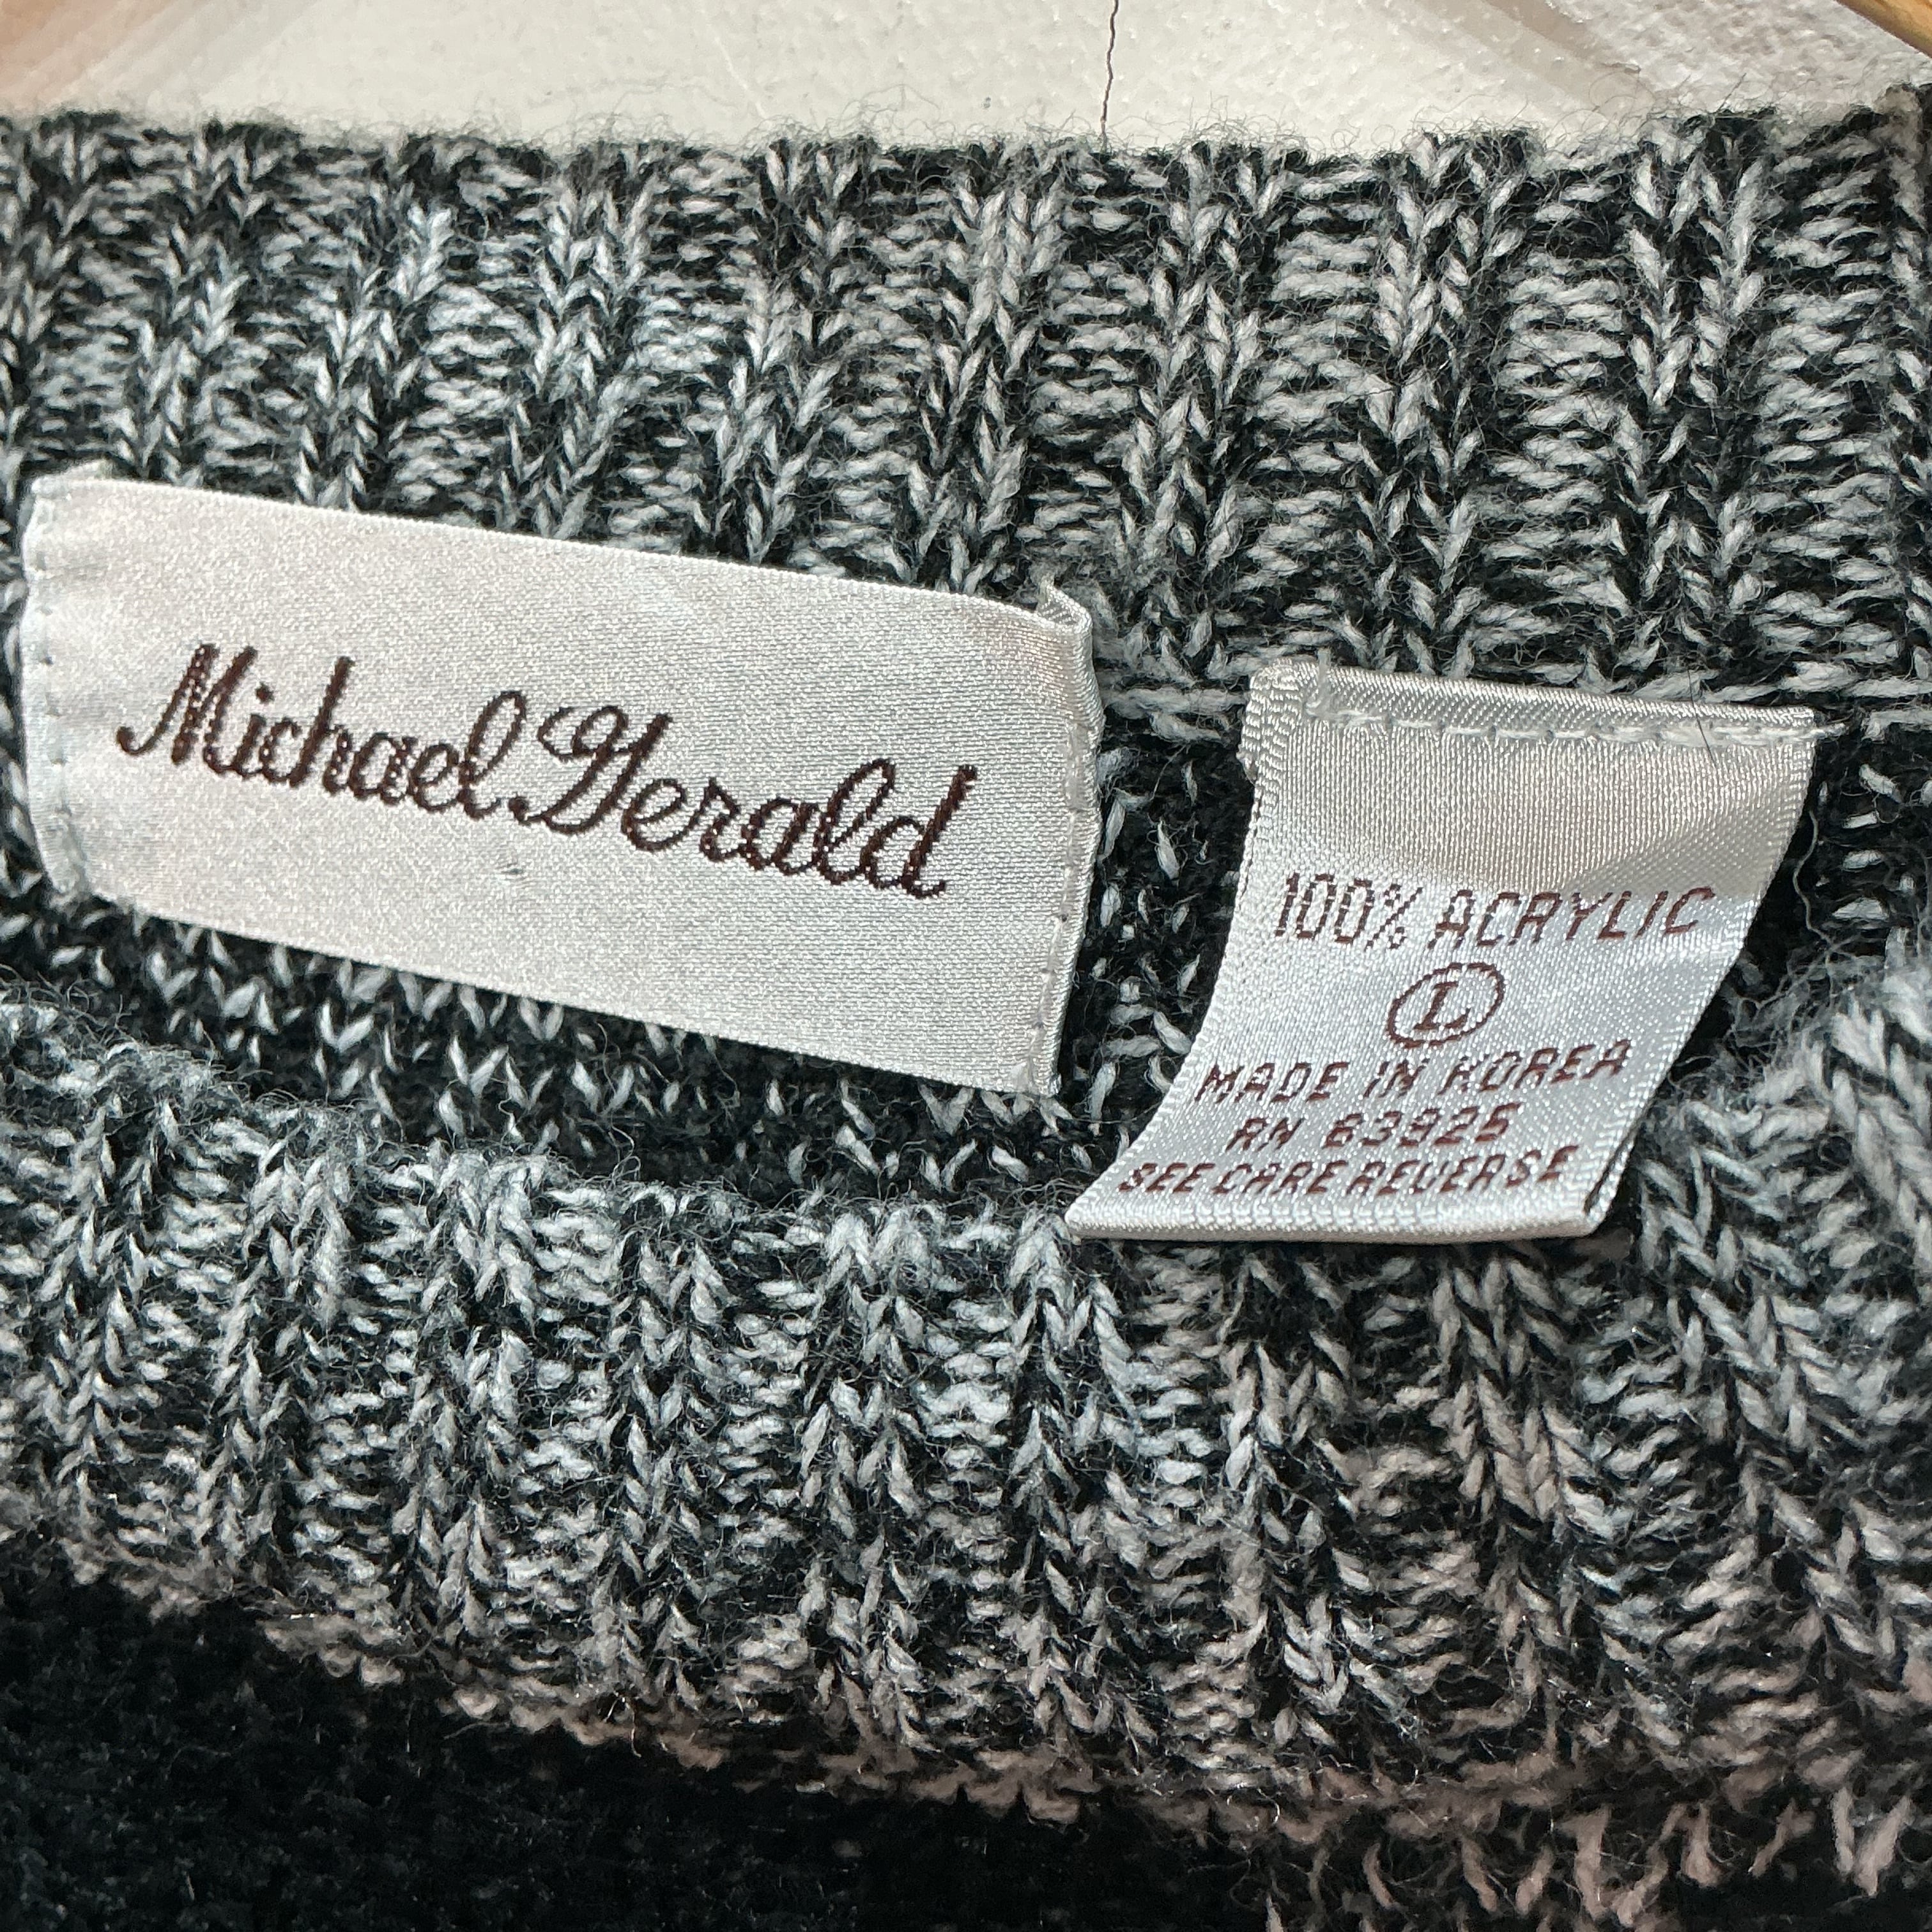 Michael Gerald
100% ACRYLIC
L
MADE IN KOREA
RN 63925
SEE CARE REVERSE